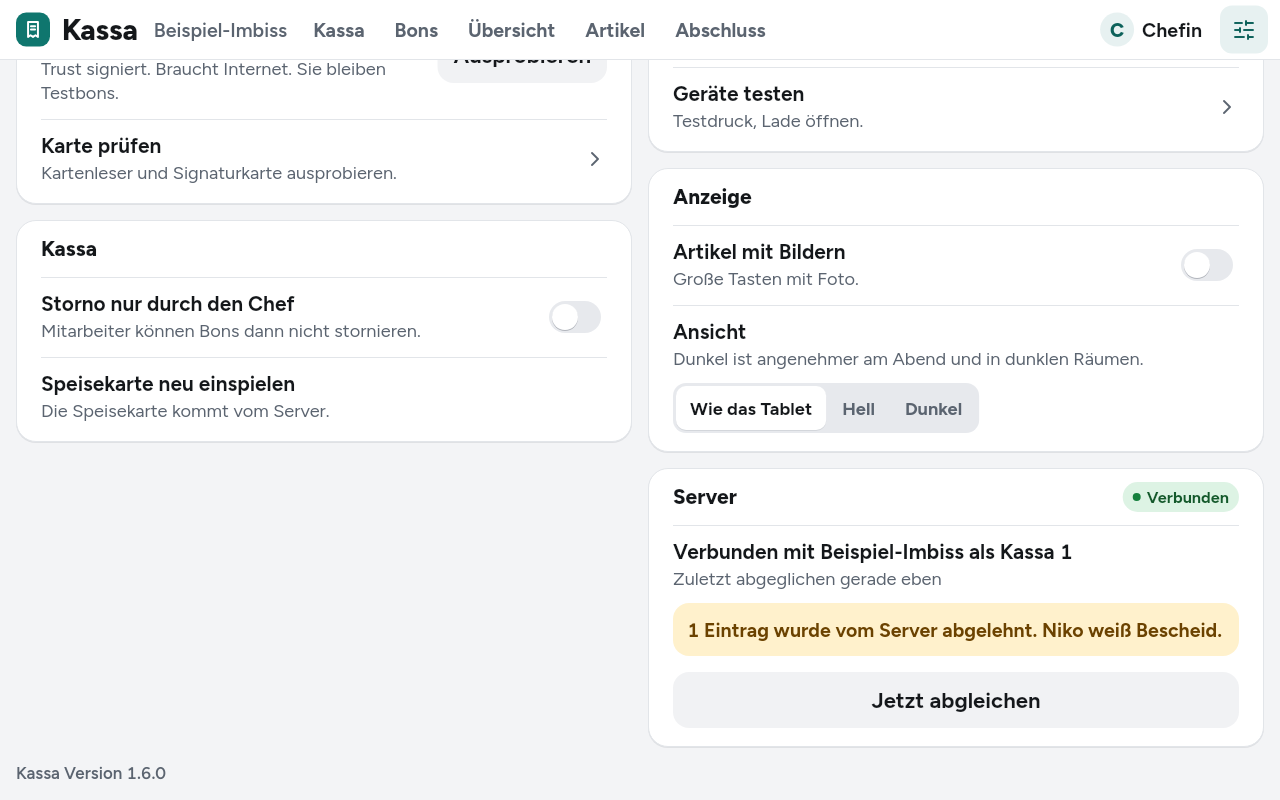 Kassa
Beispiel-Imbiss
Kassa
Bons
Übersicht
Artikel
Abschluss
C
Chefin
Trust signiert. Braucht Internet. Sie bleiben
Testbons.
Ausprobieren
Karte prüfen
Kartenleser und Signaturkarte ausprobieren.
Kassa
Storno nur durch den Chef
Mitarbeiter können Bons dann nicht stornieren.
Speisekarte neu einspielen
Die Speisekarte kommt vom Server.
Geräte testen
Testdruck, Lade öffnen.
Anzeige
Artikel mit Bildern
Große Tasten mit Foto.
Ansicht
Dunkel ist angenehmer am Abend und in dunklen Räumen.
Wie das Tablet
Hell
Dunkel
Server
Verbunden
Verbunden mit Beispiel-Imbiss als Kassa 1
Zuletzt abgeglichen gerade eben
1 Eintrag wurde vom Server abgelehnt. Niko weiß Bescheid.
Jetzt abgleichen
Kassa Version 1.6.0